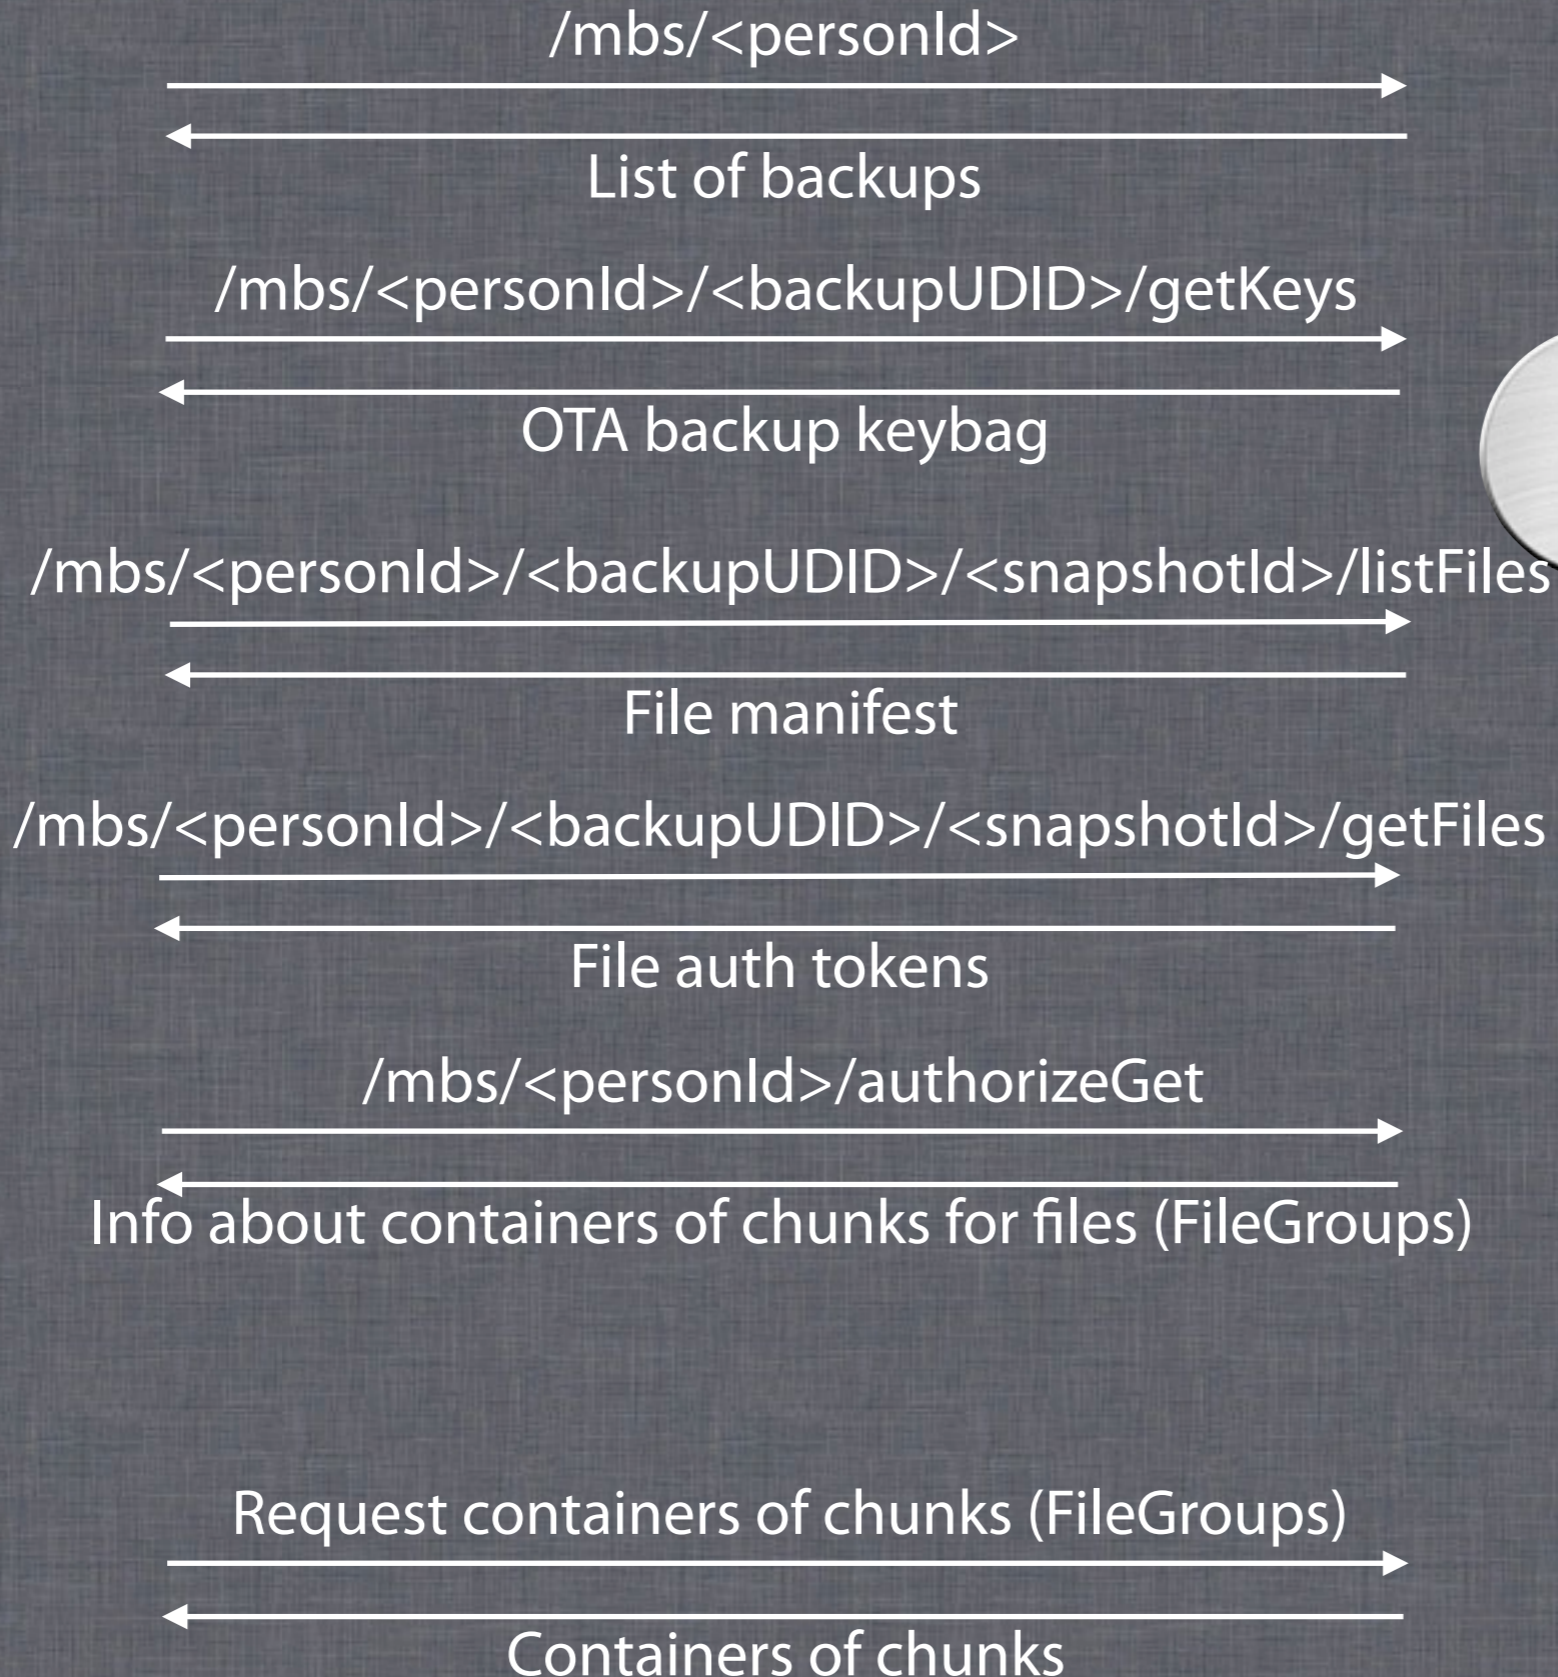 /mbs/<personId>
List of backups
/mbs/<personId>/<backupUDID>/getKeys
OTA backup keybag
/mbs/<personId>/<backupUDID>/<snapshotId>/listFiles
File manifest
/mbs/<personId>/<backupUDID>/<snapshotId>/getFiles
File auth tokens
/mbs/<personId>/authorizeGet
Info about containers of chunks for files (FileGroups)
Request containers of chunks (FileGroups)
Containers of chunks